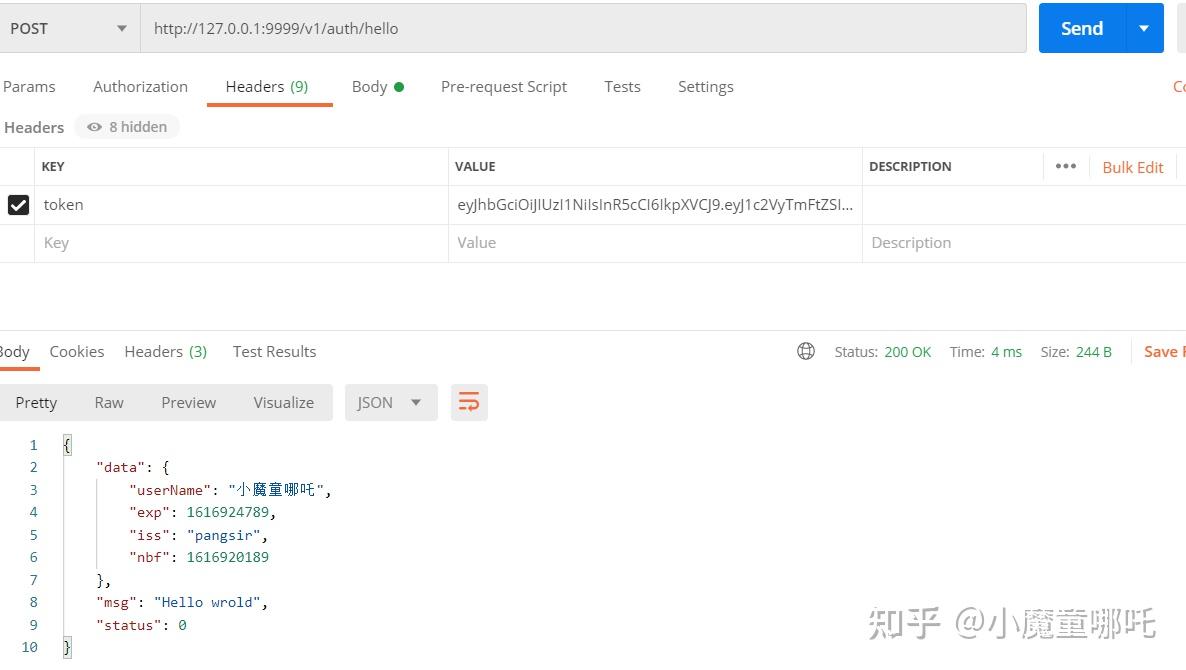 POST http://127.0.0.1:9999/v1/auth/hello Send
Params Authorization Headers (9) Body Pre-request Script Tests Settings
Headers 8 hidden
KEY VALUE DESCRIPTION ••• Bulk Edit
token eyJhbGciOiJIUzI1NiIsInR5cCI6IkpXVCJ9.eyJ1c2VyTmFtZSI...
Key Value Description
Body Cookies Headers (3) Test Results Status: 200 OK Time: 4 ms Size: 244 B Save
Pretty Raw Preview Visualize JSON
1 {
2 "data": {
3 "userName": "小魔童哪吒",
4 "exp": 1616924789,
5 "iss": "pangsir",
6 "nbf": 1616920189
7 },
8 "msg": "Hello wrold",
9 "status": 0
10 }
知乎 @小魔童哪吒